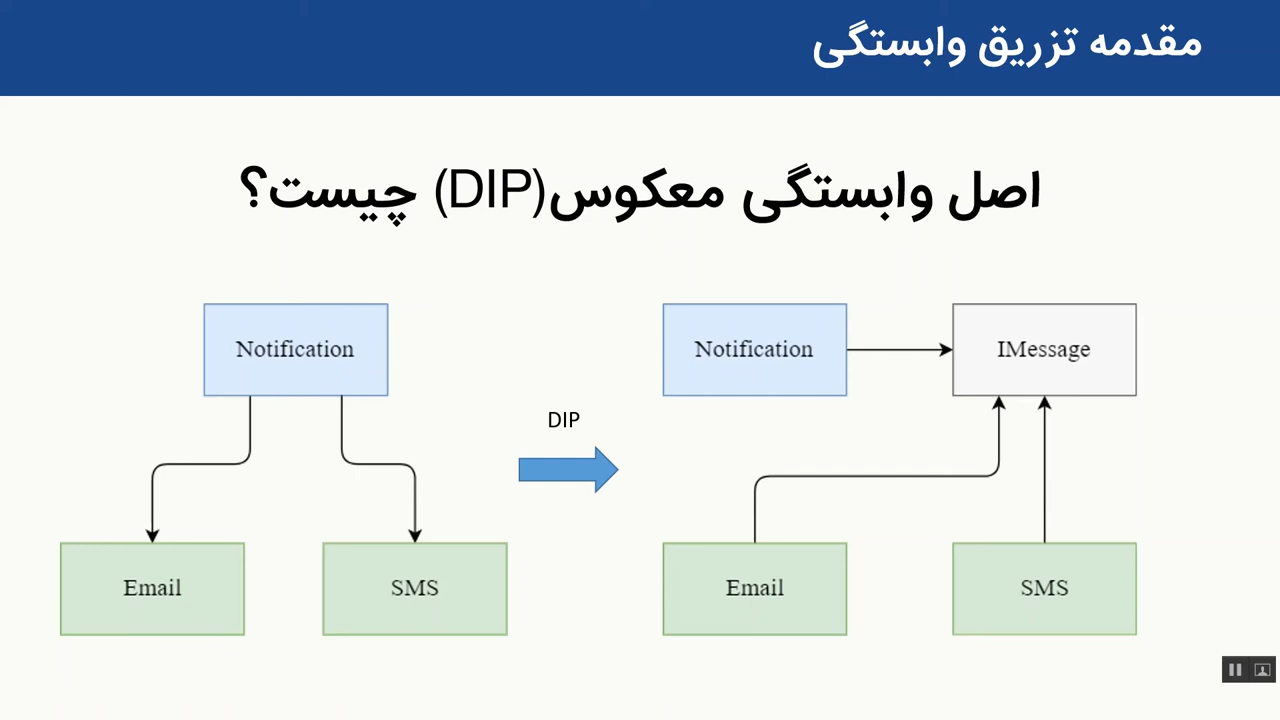 مقدمه تزریق وابستگی
اصل وابستگی معکوس(DIP) چیست؟
Notification
DIP
Email
SMS
Notification
IMessage
Email
SMS